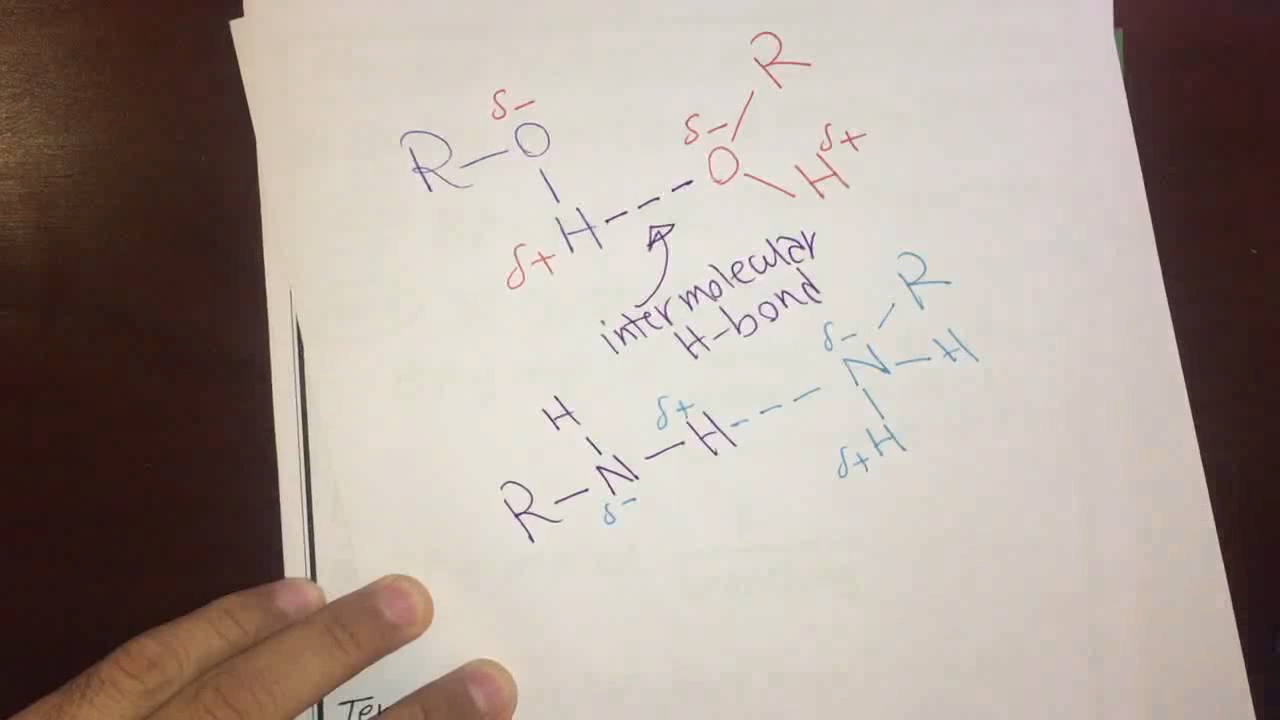 R
δ−
R—O
δ−
O
H
δ+
H
δ+
intermolecular
H-bond
R
δ−
N—H
H
δ+
H
R—N—H
δ−
δ+
H